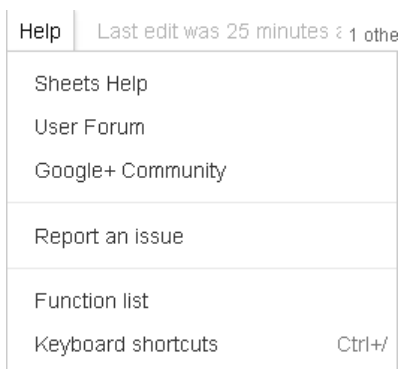 Help Last edit was 25 minutes 1 othe
Sheets Help
User Forum
Google+ Community
Report an issue
Function list
Keyboard shortcuts Ctrl+/